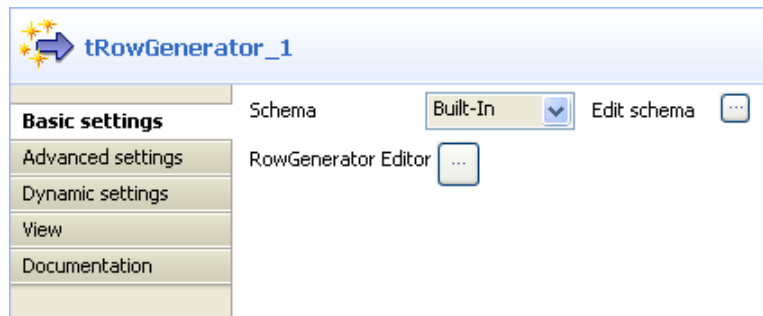 tRowGenerator_1
Basic settings
Schema Built-In Edit schema ...
Advanced settings
RowGenerator Editor ...
Dynamic settings
View
Documentation